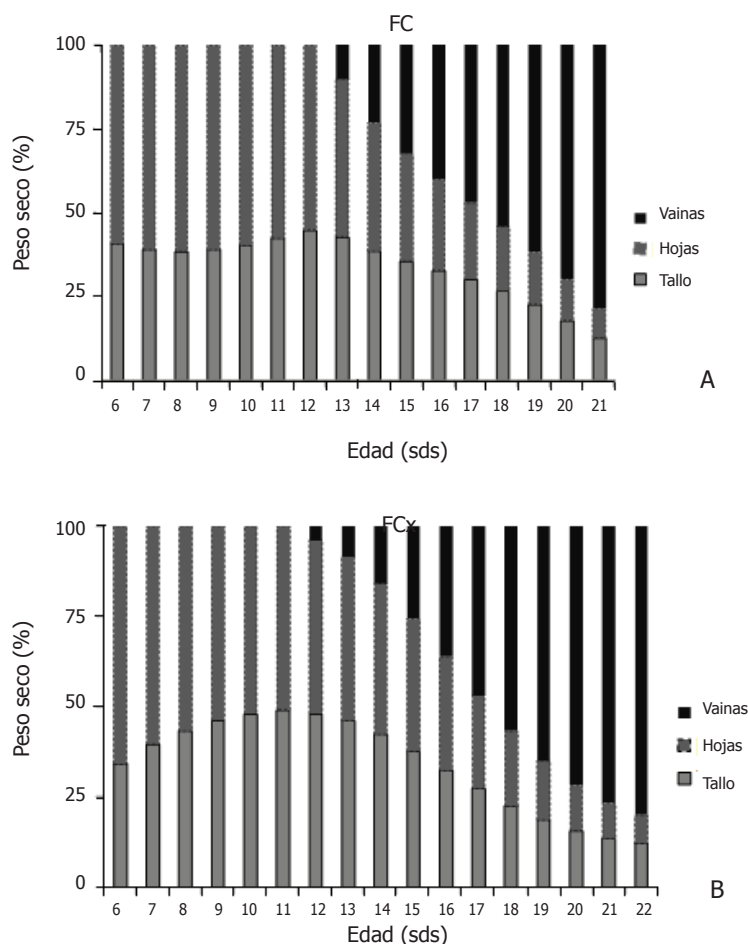 FC
100
75
50
25
0
Peso seco (%)
Vainas
Hojas
Tallo
6 7 8 9 10 11 12 13 14 15 16 17 18 19 20 21
A
Edad (sds)
FCx
100
75
50
25
0
Peso seco (%)
Vainas
Hojas
Tallo
6 7 8 9 10 11 12 13 14 15 16 17 18 19 20 21 22
B
Edad (sds)